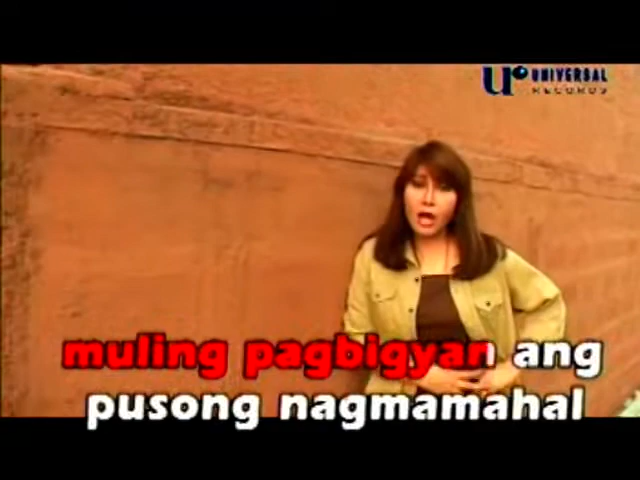 U UNIVERSAL
RECORDS
muling pagbigyan ang
pusong nagmamahal